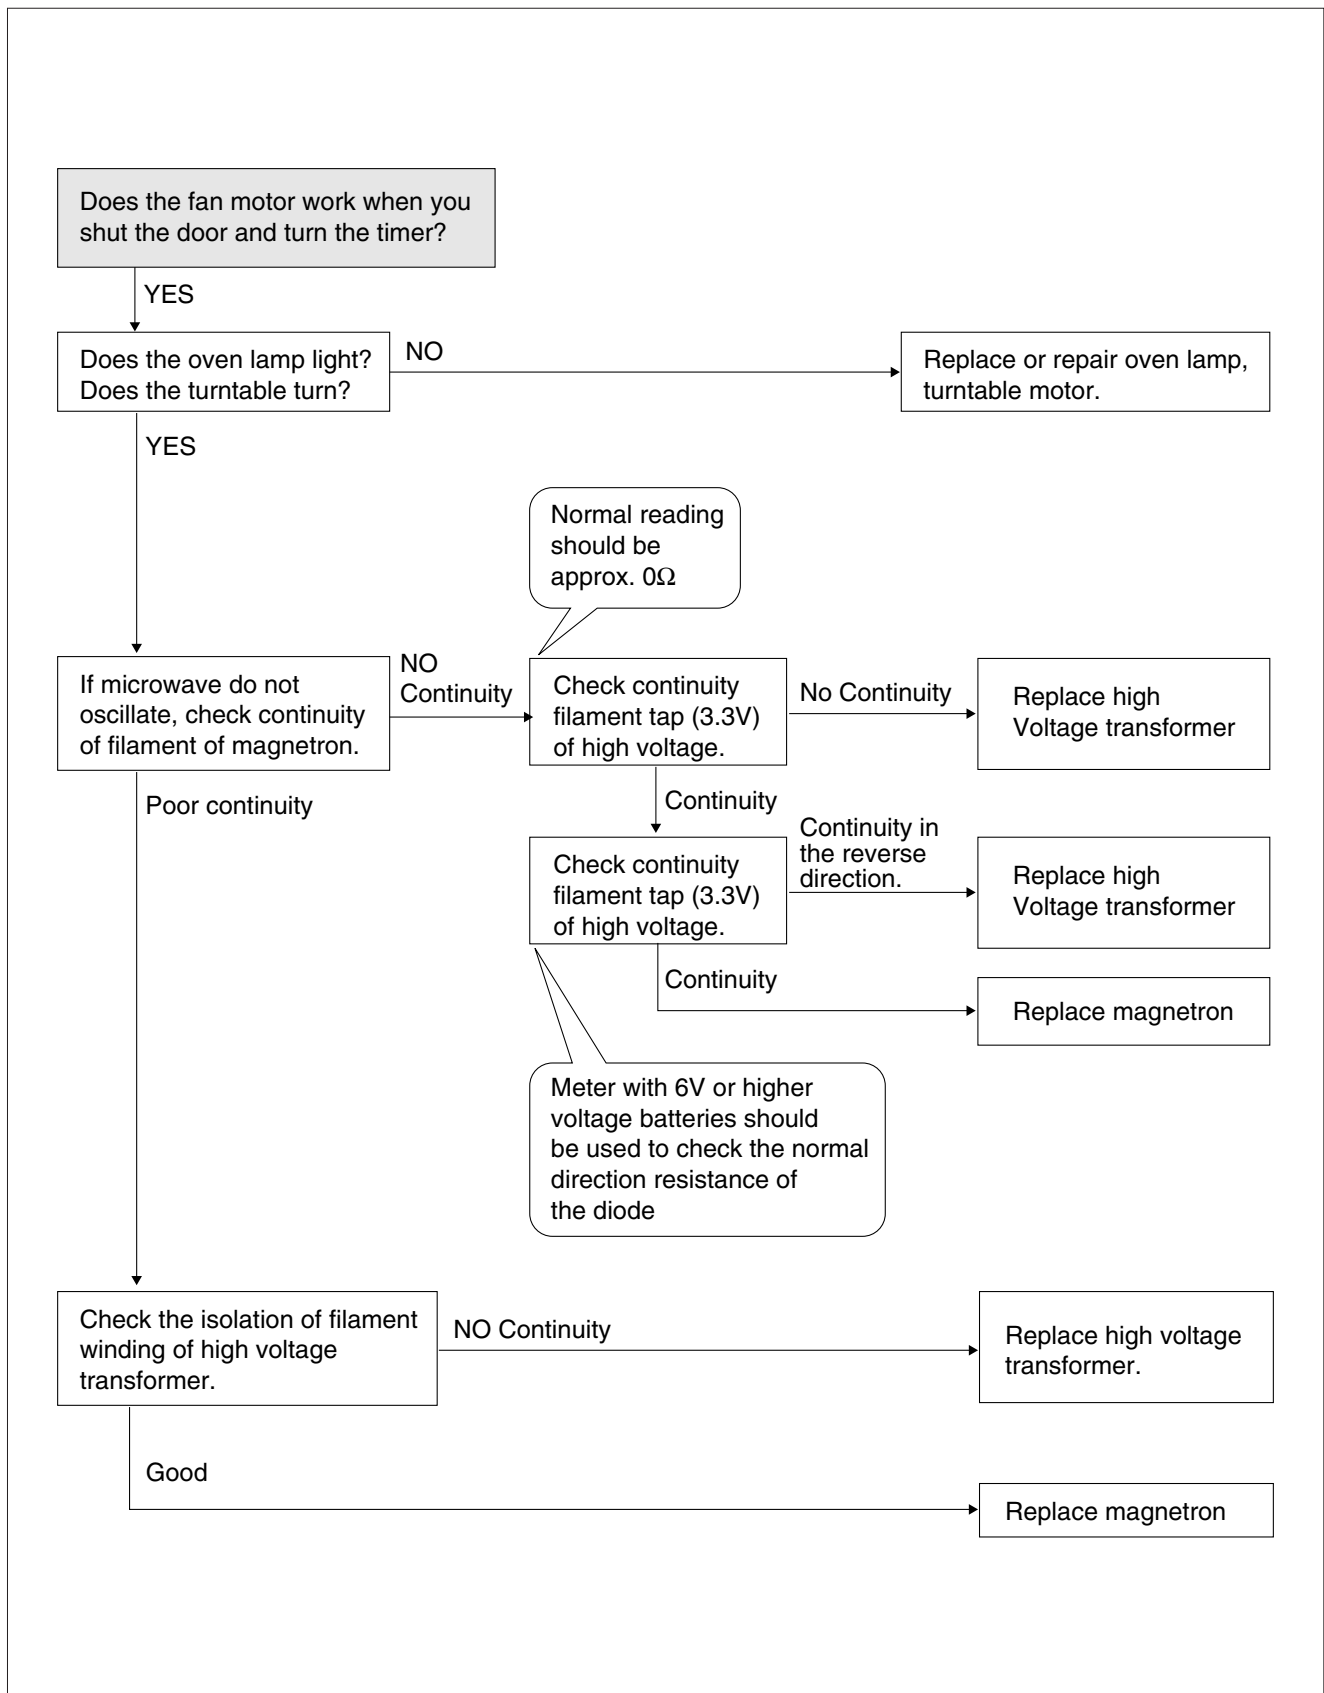 Does the fan motor work when you
shut the door and turn the timer?
YES
Does the oven lamp light?
Does the turntable turn?
NO
Replace or repair oven lamp,
turntable motor.
YES
Normal reading
should be
approx. 0Ω
If microwave do not
oscillate, check continuity
of filament of magnetron.
NO
Continuity
Check continuity
filament tap (3.3V)
of high voltage.
No Continuity
Replace high
Voltage transformer
Poor continuity
Continuity
Check continuity
filament tap (3.3V)
of high voltage.
Continuity in
the reverse
direction.
Replace high
Voltage transformer
Continuity
Replace magnetron
Meter with 6V or higher
voltage batteries should
be used to check the normal
direction resistance of
the diode
Check the isolation of filament
winding of high voltage
transformer.
NO Continuity
Replace high voltage
transformer.
Good
Replace magnetron